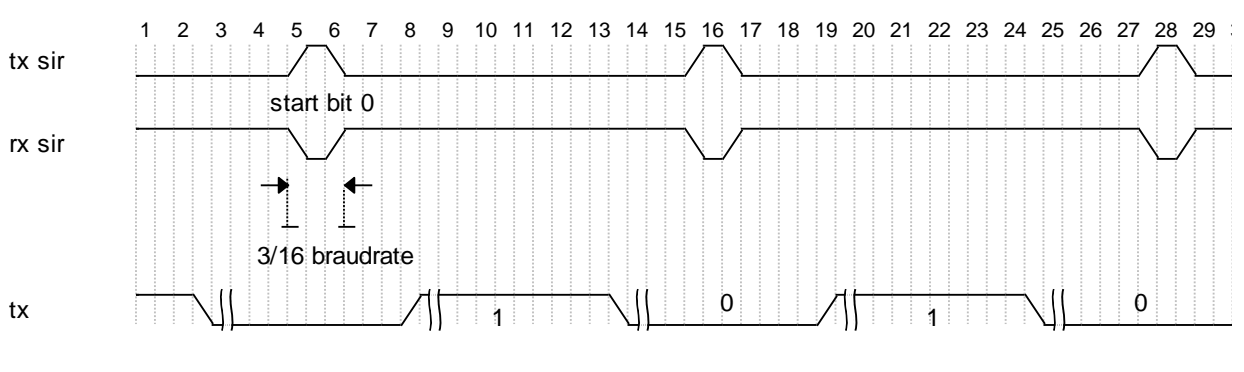 1 2 3 4 5 6 7 8 9 10 11 12 13 14 15 16 17 18 19 20 21 22 23 24 25 26 27 28 29
tx sir
start bit 0
rx sir
3/16 braudrate
tx
1 0 1 0